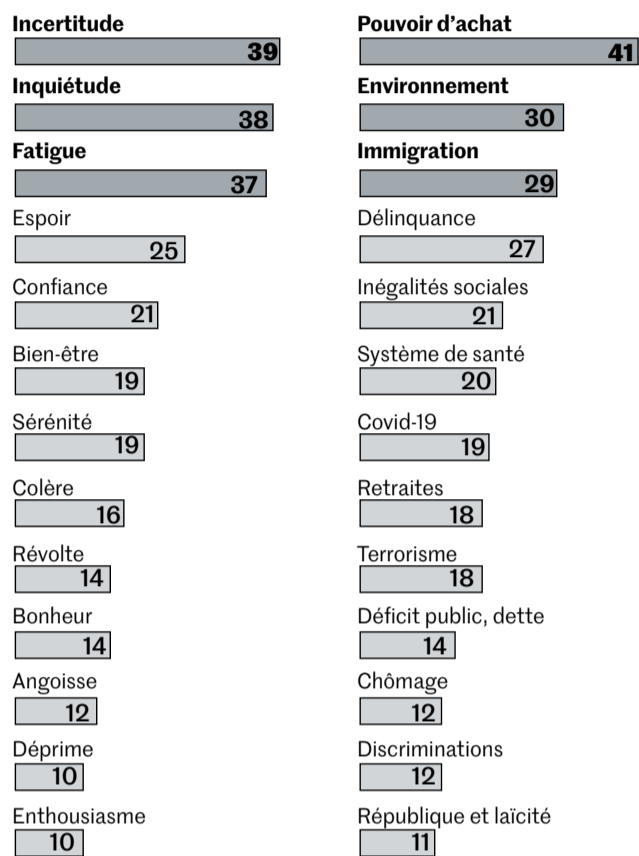 Incertitude
39
Inquiétude
38
Fatigue
37
Espoir
25
Confiance
21
Bien-être
19
Sérénité
19
Colère
16
Révolte
14
Bonheur
14
Angoisse
12
Déprime
10
Enthousiasme
10
Pouvoir d’achat
41
Environnement
30
Immigration
29
Délinquance
27
Inégalités sociales
21
Système de santé
20
Covid-19
19
Retraites
18
Terrorisme
18
Déficit public, dette
14
Chômage
12
Discriminations
12
République et laïcité
11